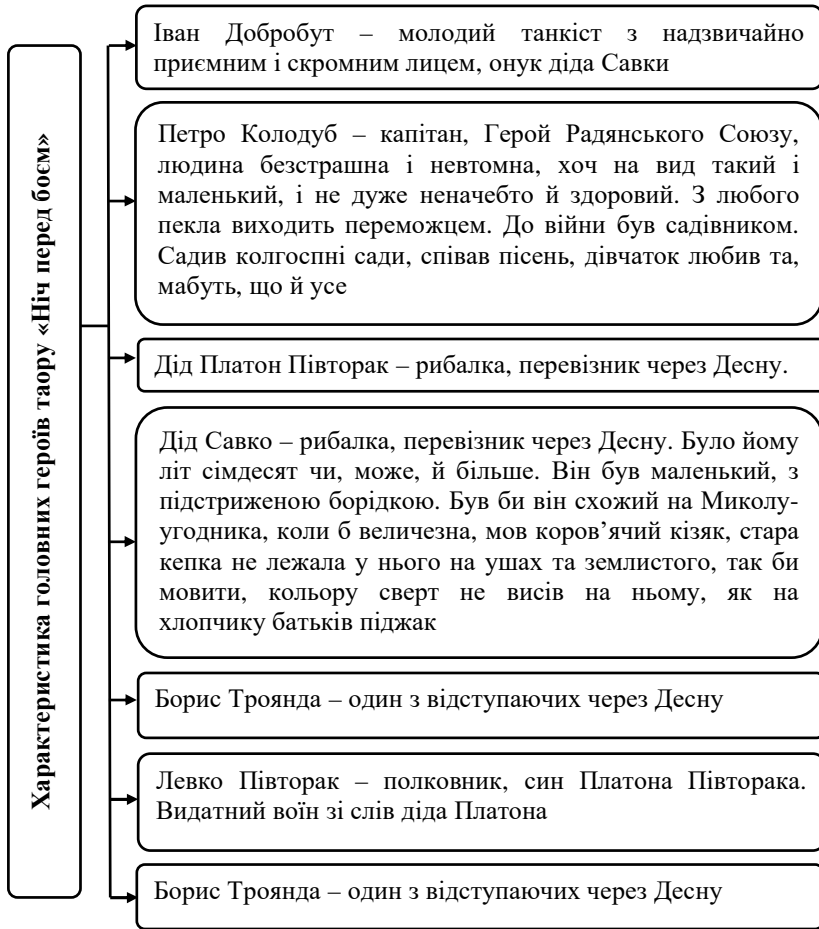 Характеристика головних героїв таору «Ніч перед боєм»
Іван Добробут – молодий танкіст з надзвичайно
приємним і скромним лицем, онук діда Савки
Петро Колодуб – капітан, Герой Радянського Союзу,
людина безстрашна і невтомна, хоч на вид такий і
маленький, і не дуже неначебто й здоровий. З любого
пекла виходить переможцем. До війни був садівником.
Садив колгоспні сади, співав пісень, дівчаток любив та,
мабуть, що й усе
Дід Платон Півторак – рибалка, перевізник через Десну.
Дід Савко – рибалка, перевізник через Десну. Було йому
літ сімдесят чи, може, й більше. Він був маленький, з
підстриженою борідкою. Був би він схожий на Миколу-
угодника, коли б величезна, мов коров’ячий кізяк, стара
кепка не лежала у нього на ушах та землистого, так би
мовити, кольору сверт не висів на ньому, як на
хлопчику батьків піджак
Борис Троянда – один з відступаючих через Десну
Левко Півторак – полковник, син Платона Півторака.
Видатний воїн зі слів діда Платона
Борис Троянда – один з відступаючих через Десну